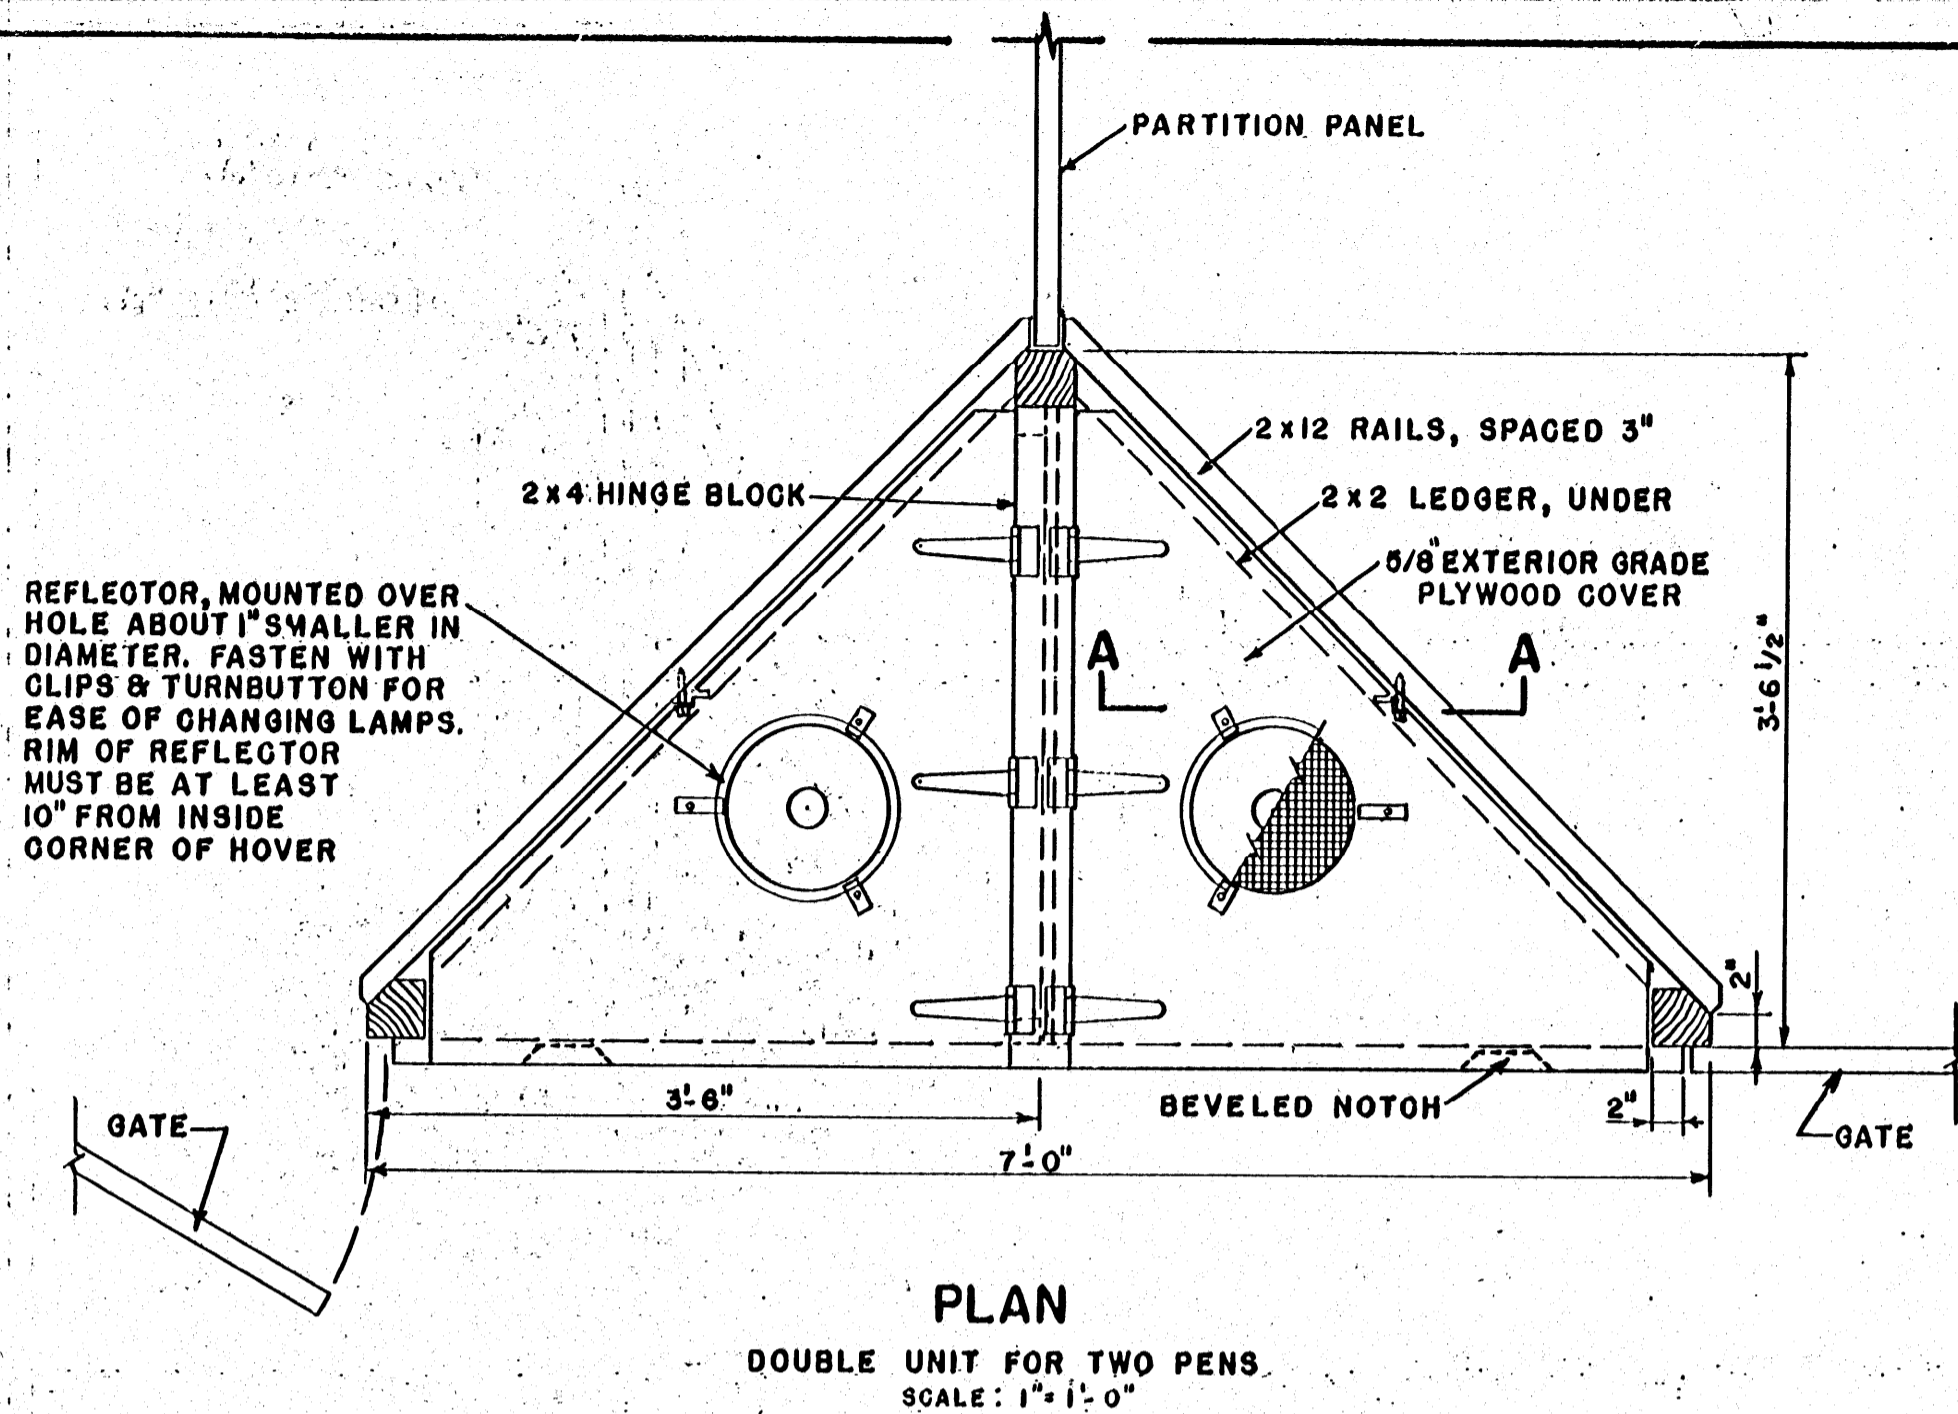 PARTITION PANEL
2x12 RAILS, SPACED 3"
2x4 HINGE BLOCK
2x2 LEDGER, UNDER
5/8" EXTERIOR GRADE
PLYWOOD COVER
REFLECTOR, MOUNTED OVER
HOLE ABOUT 1" SMALLER IN
DIAMETER. FASTEN WITH
CLIPS & TURNBUTTON FOR
EASE OF CHANGING LAMPS.
RIM OF REFLECTOR
MUST BE AT LEAST
10" FROM INSIDE
CORNER OF HOVER
A
A
3'-6 1/2"
2"
3'-6"
BEVELED NOTCH
2"
GATE
GATE
7'-0"
PLAN
DOUBLE UNIT FOR TWO PENS
SCALE: 1"=1'-0"